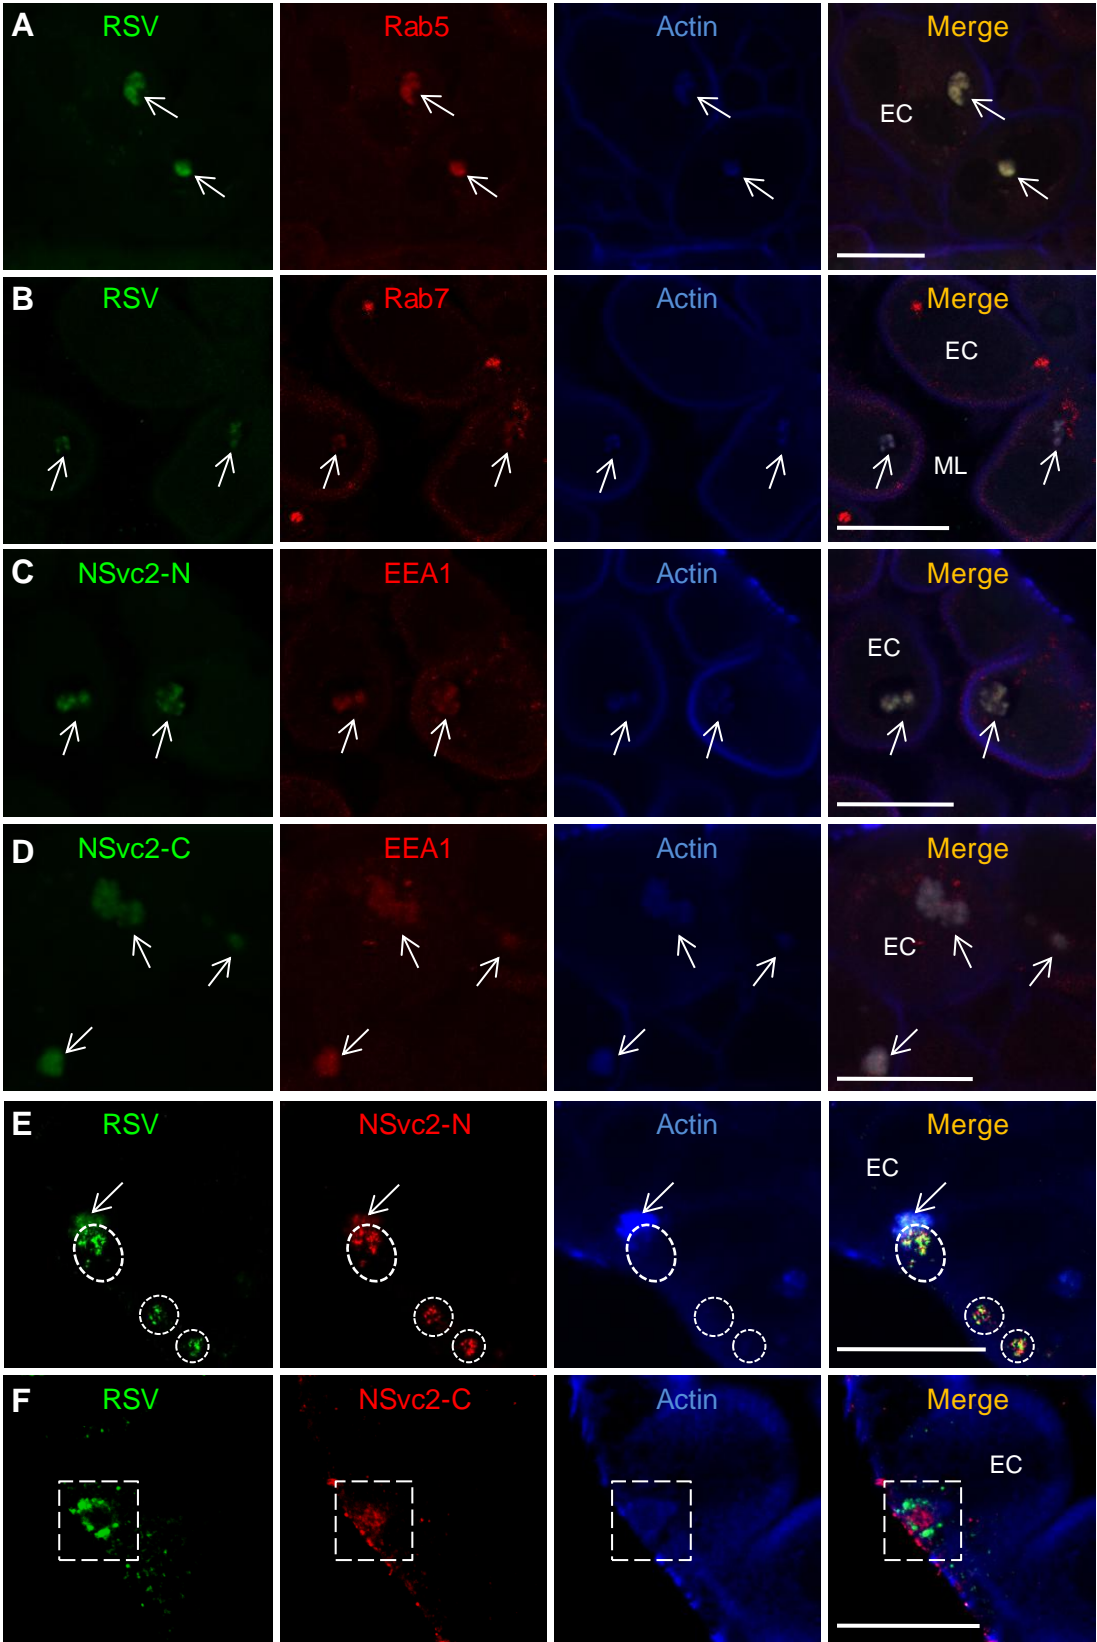 A RSV Rab5 Actin Merge
EC
B RSV Rab7 Actin Merge
EC
ML
C NSvc2-N EEA1 Actin Merge
EC
D NSvc2-C EEA1 Actin Merge
EC
E RSV NSvc2-N Actin Merge
EC
F RSV NSvc2-C Actin Merge
EC